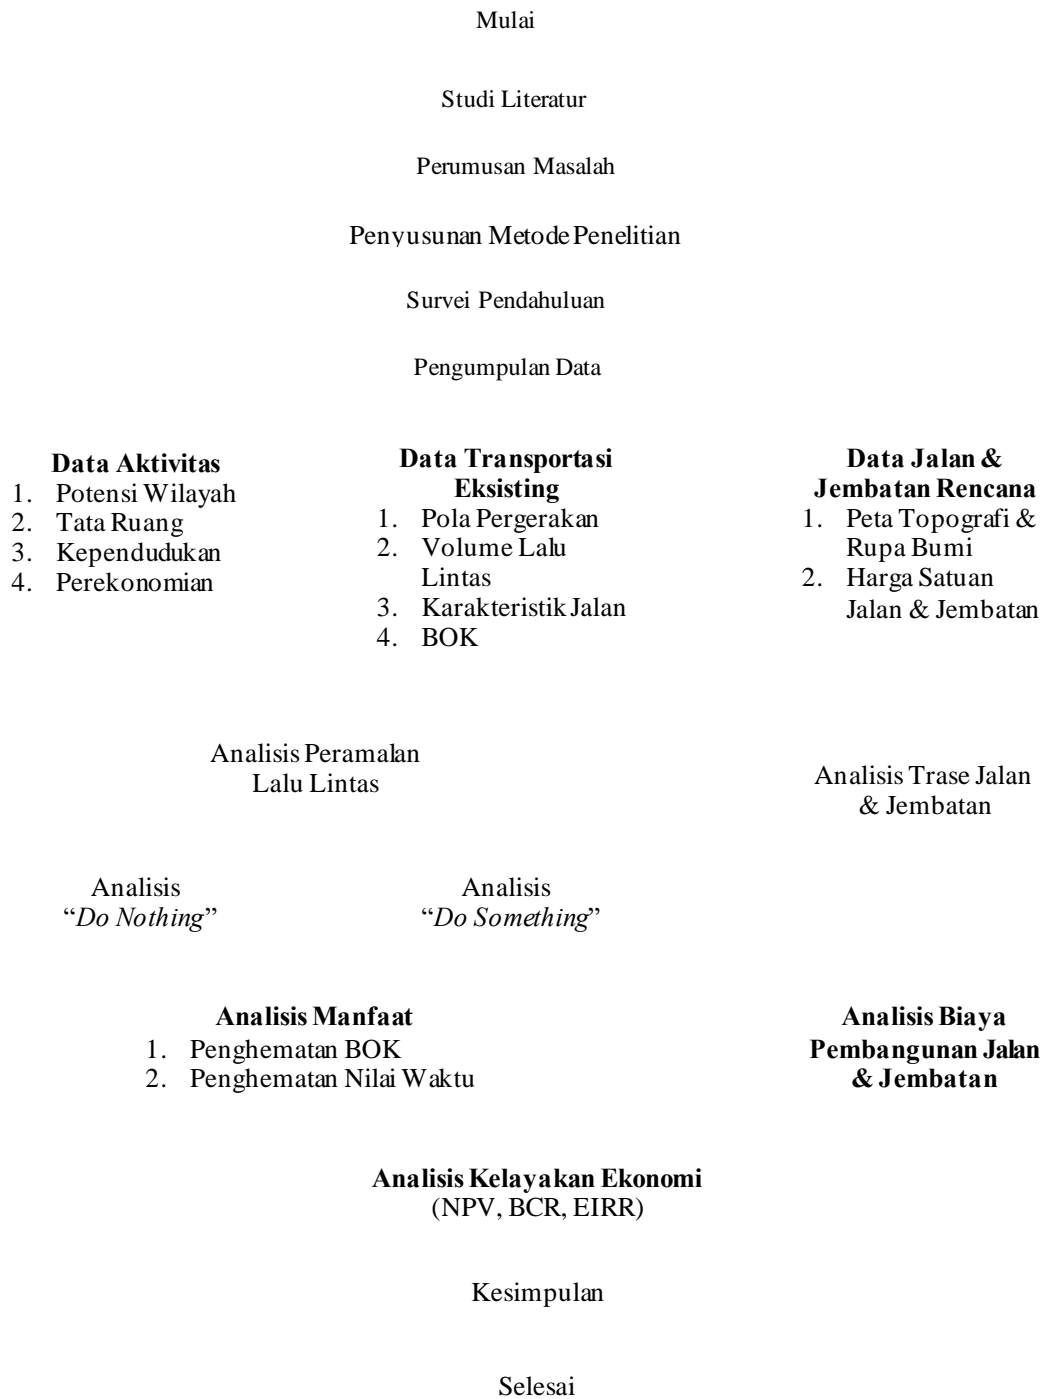 Mulai
Studi Literatur
Perumusan Masalah
Penyusunan Metode Penelitian
Survei Pendahuluan
Pengumpulan Data
Data Aktivitas
1. Potensi Wilayah
2. Tata Ruang
3. Kependudukan
4. Perekonomian
Data Transportasi
Eksisting
1. Pola Pergerakan
2. Volume Lalu
Lintas
3. Karakteristik Jalan
4. BOK
Data Jalan &
Jembatan Rencana
1. Peta Topografi &
Rupa Bumi
2. Harga Satuan
Jalan & Jembatan
Analisis Peramalan
Lalu Lintas
Analisis Trase Jalan
& Jembatan
Analisis
“Do Nothing”
Analisis
“Do Something”
Analisis Manfaat
1. Penghematan BOK
2. Penghematan Nilai Waktu
Analisis Biaya
Pembangunan Jalan
& Jembatan
Analisis Kelayakan Ekonomi
(NPV, BCR, EIRR)
Kesimpulan
Selesai